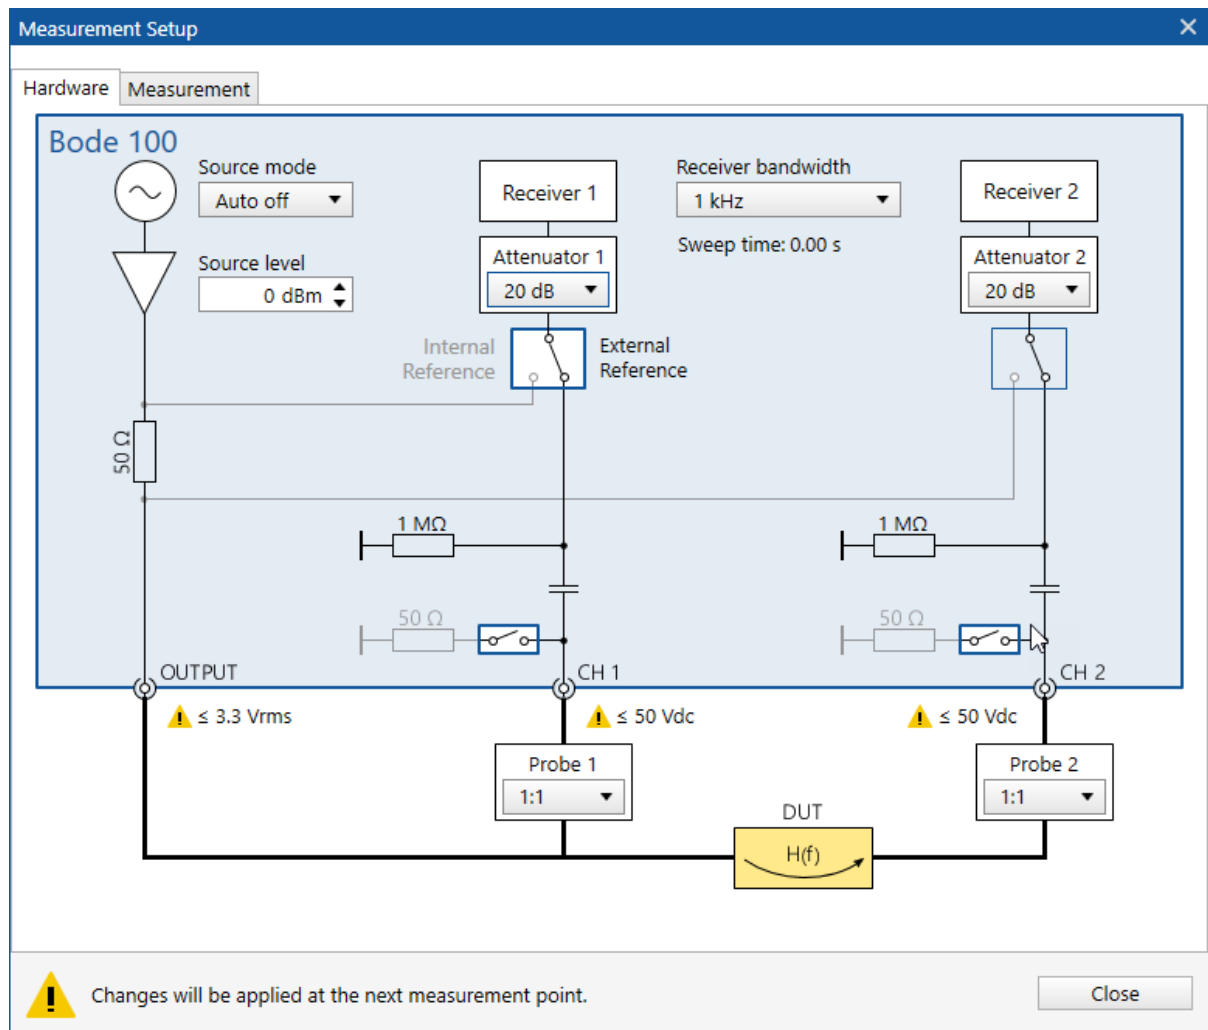 Measurement Setup
Hardware
Measurement
Bode 100
Source mode
Auto off
Source level
0 dBm
Receiver 1
Attenuator 1
20 dB
Internal
Reference
External
Reference
Receiver bandwidth
1 kHz
Sweep time: 0.00 s
Receiver 2
Attenuator 2
20 dB
50 Ω
1 MΩ
1 MΩ
50 Ω
50 Ω
OUTPUT
CH 1
CH 2
≤ 3.3 Vrms
≤ 50 Vdc
≤ 50 Vdc
Probe 1
1:1
Probe 2
1:1
DUT
H(f)
Changes will be applied at the next measurement point.
Close